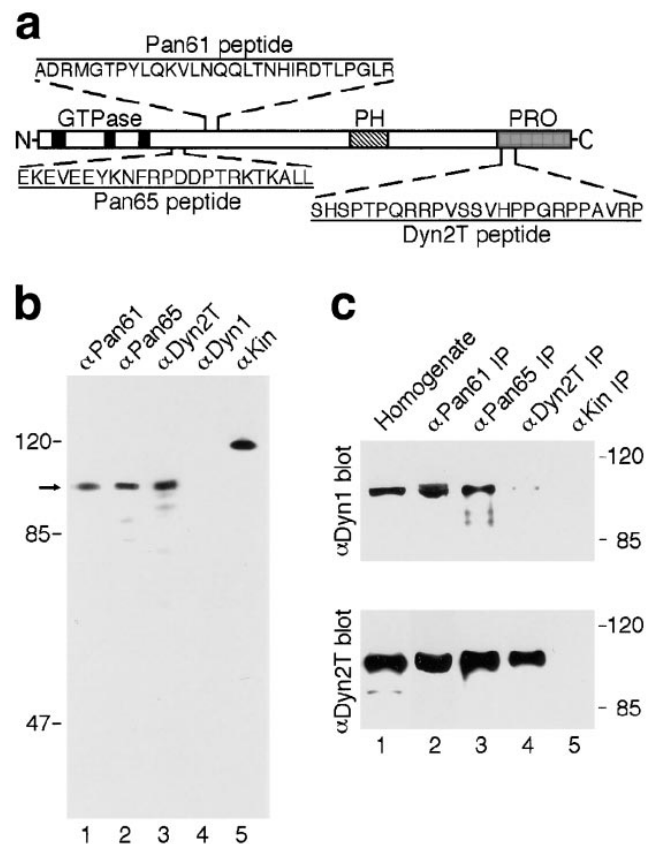 a
Pan61 peptide
ADRMGTPYLQKVLNQQLTNHIRDTLPGLR
GTPase PH PRO
N- -C
EKEVEEYKNFRPDDPTRKTKALL
Pan65 peptide
SHSPTPQRRPVSSVHPPGRPPAVRP
Dyn2T peptide
b
αPan61
αPan65
αDyn2T
αDyn1
αKin
120-
85-
47-
1 2 3 4 5
c
Homogenate
αPan61 IP
αPan65 IP
αDyn2T IP
αKin IP
αDyn1 blot
-120
-85
αDyn2T blot
-120
-85
1 2 3 4 5